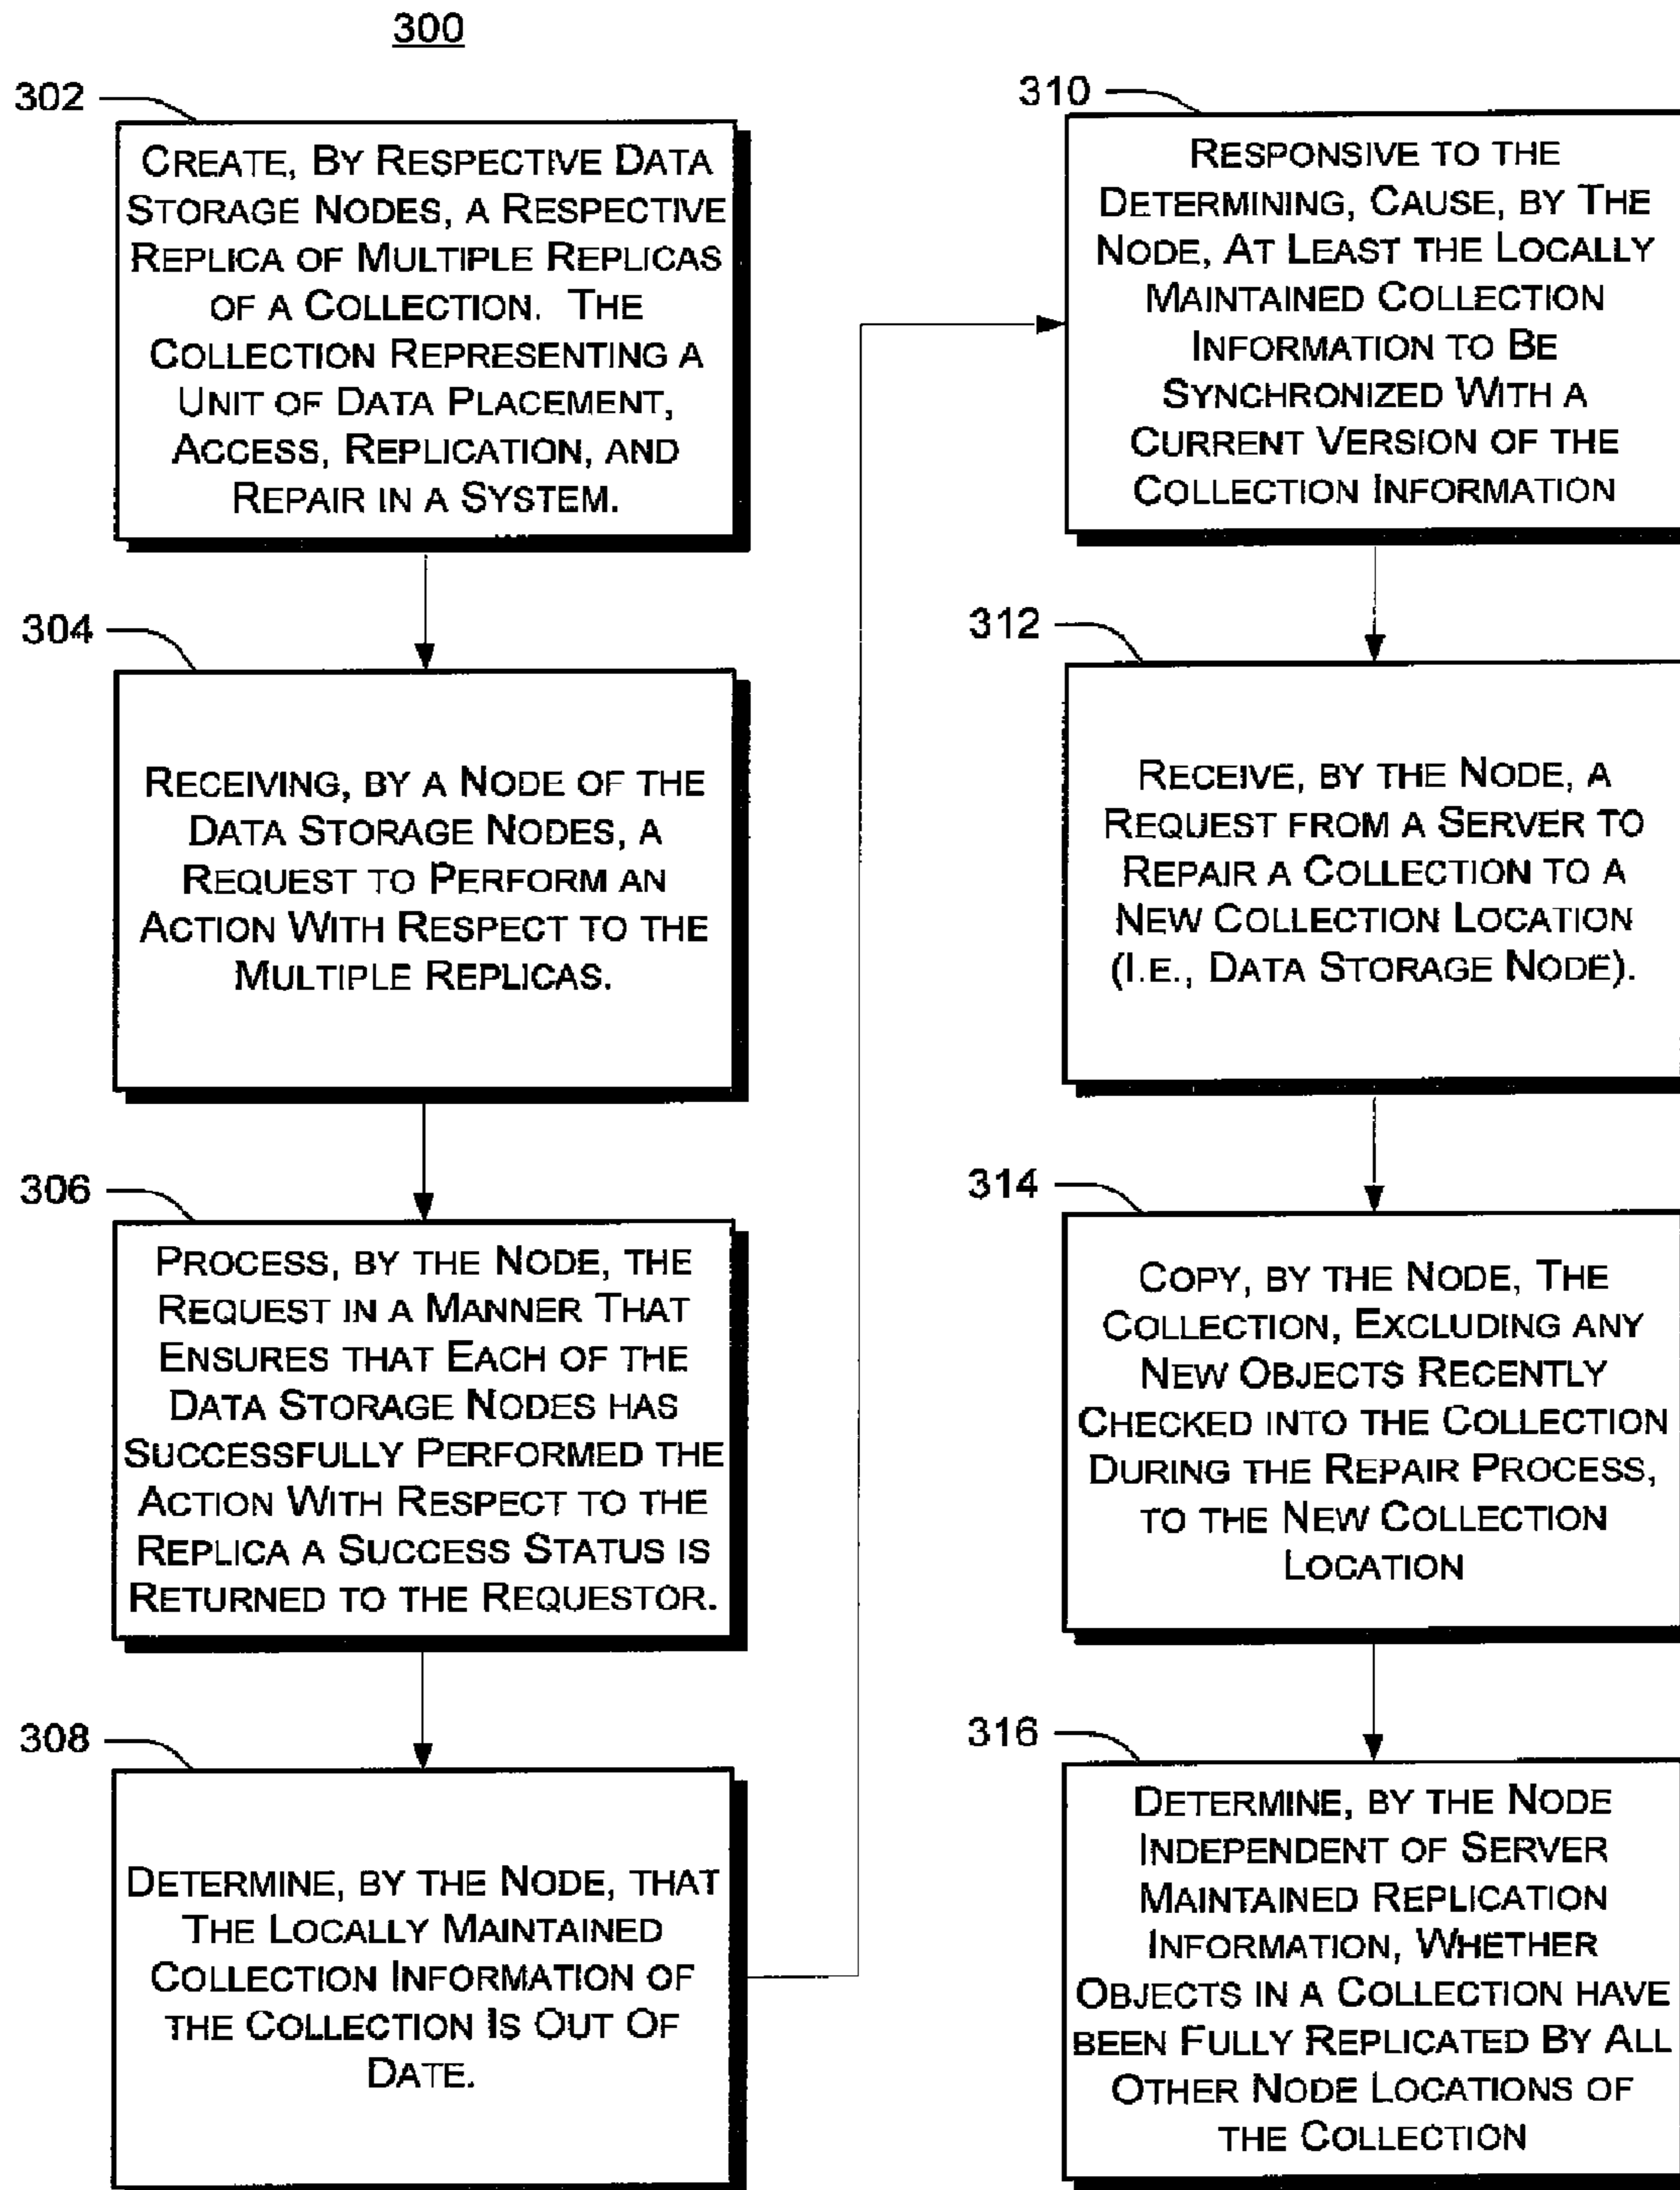 300
302
CREATE, BY RESPECTIVE DATA
STORAGE NODES, A RESPECTIVE
REPLICA OF MULTIPLE REPLICAS
OF A COLLECTION. THE
COLLECTION REPRESENTING A
UNIT OF DATA PLACEMENT,
ACCESS, REPLICATION, AND
REPAIR IN A SYSTEM.
304
RECEIVING, BY A NODE OF THE
DATA STORAGE NODES, A
REQUEST TO PERFORM AN
ACTION WITH RESPECT TO THE
MULTIPLE REPLICAS.
306
PROCESS, BY THE NODE, THE
REQUEST IN A MANNER THAT
ENSURES THAT EACH OF THE
DATA STORAGE NODES HAS
SUCCESSFULLY PERFORMED THE
ACTION WITH RESPECT TO THE
REPLICA A SUCCESS STATUS IS
RETURNED TO THE REQUESTOR.
308
DETERMINE, BY THE NODE, THAT
THE LOCALLY MAINTAINED
COLLECTION INFORMATION OF
THE COLLECTION IS OUT OF
DATE.
310
RESPONSIVE TO THE
DETERMINING, CAUSE, BY THE
NODE, AT LEAST THE LOCALLY
MAINTAINED COLLECTION
INFORMATION TO BE
SYNCHRONIZED WITH A
CURRENT VERSION OF THE
COLLECTION INFORMATION
312
RECEIVE, BY THE NODE, A
REQUEST FROM A SERVER TO
REPAIR A COLLECTION TO A
NEW COLLECTION LOCATION
(I.E., DATA STORAGE NODE).
314
COPY, BY THE NODE, THE
COLLECTION, EXCLUDING ANY
NEW OBJECTS RECENTLY
CHECKED INTO THE COLLECTION
DURING THE REPAIR PROCESS,
TO THE NEW COLLECTION
LOCATION
316
DETERMINE, BY THE NODE
INDEPENDENT OF SERVER
MAINTAINED REPLICATION
INFORMATION, WHETHER
OBJECTS IN A COLLECTION HAVE
BEEN FULLY REPLICATED BY ALL
OTHER NODE LOCATIONS OF
THE COLLECTION